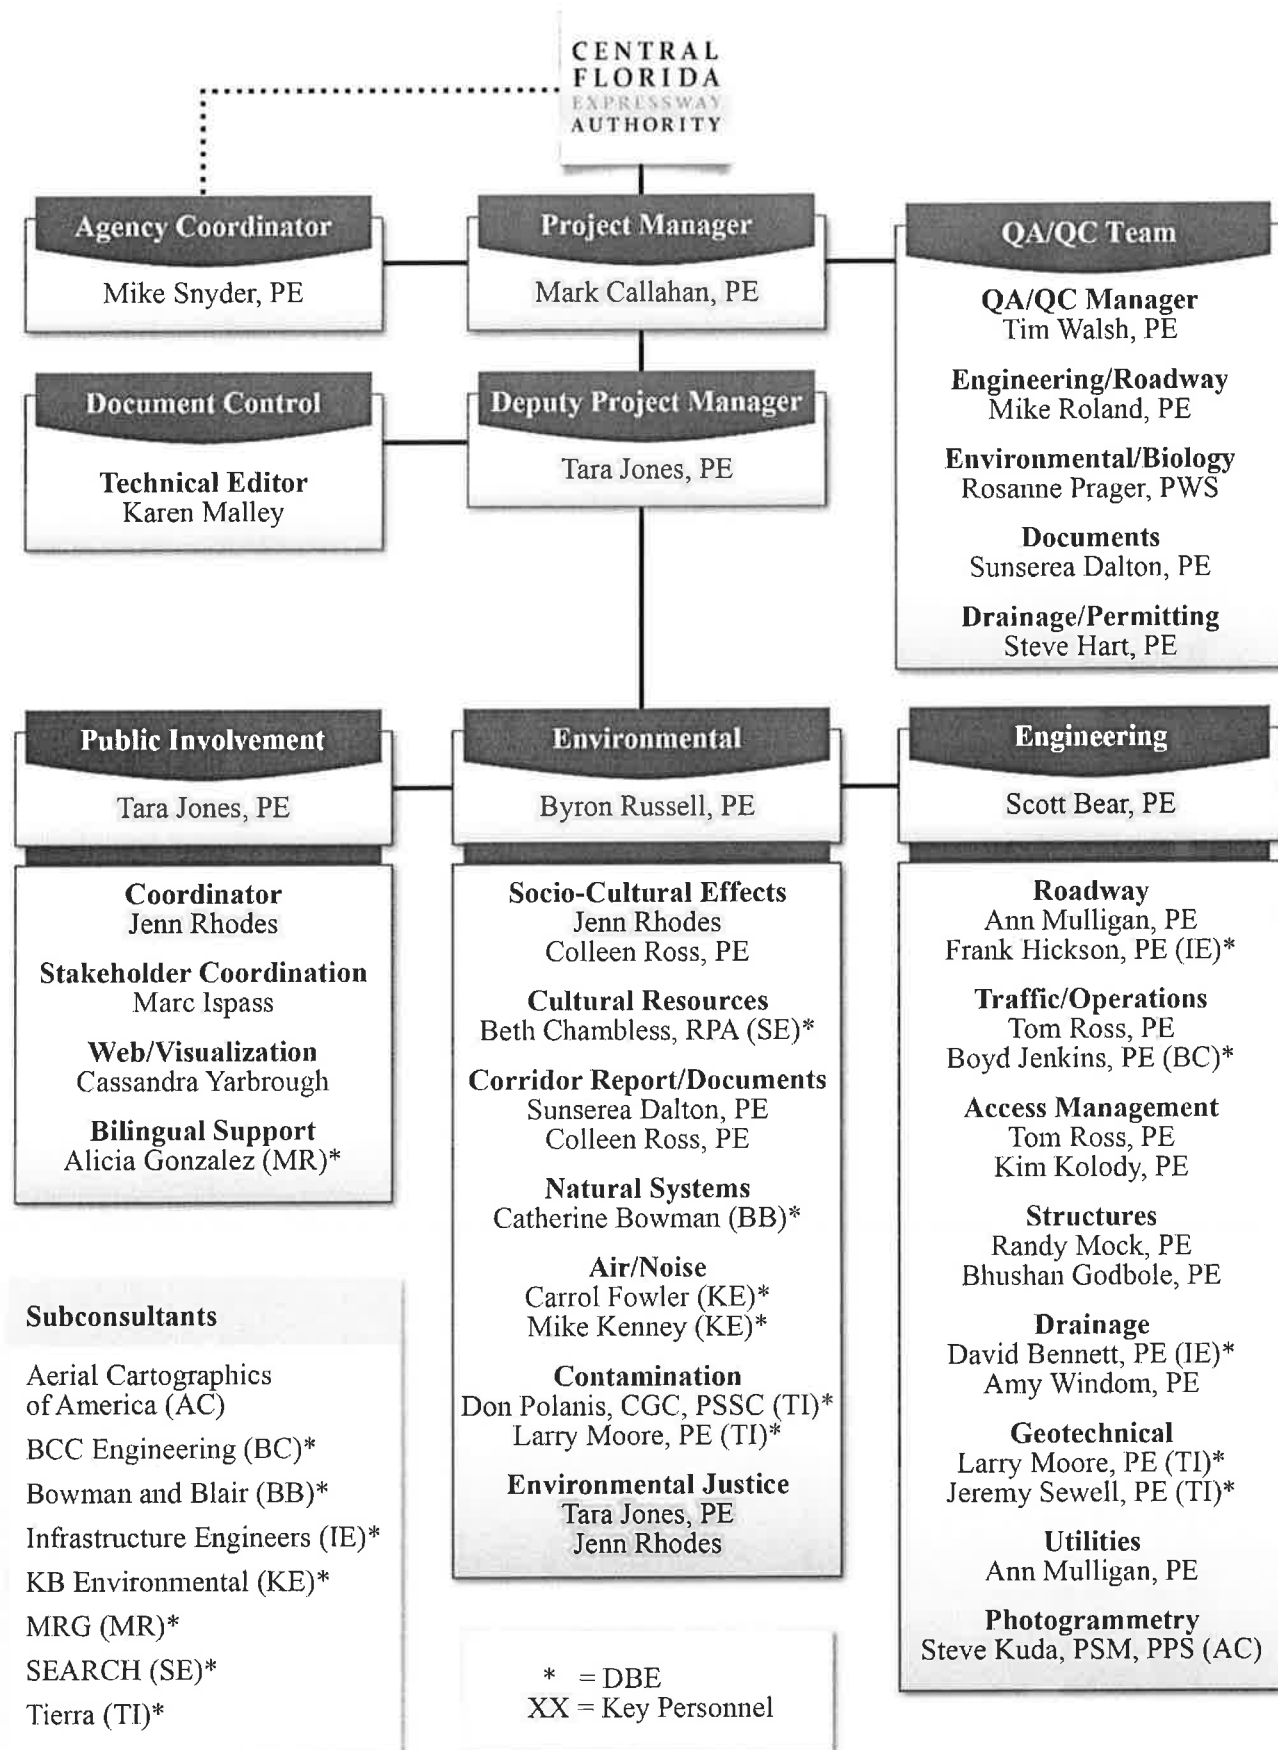 CENTRAL
FLORIDA
EXPRESSWAY
AUTHORITY
Agency Coordinator
Mike Snyder, PE
Project Manager
Mark Callahan, PE
QA/QC Team
QA/QC Manager
Tim Walsh, PE
Engineering/Roadway
Mike Roland, PE
Environmental/Biology
Rosanne Prager, PWS
Documents
Sunserea Dalton, PE
Drainage/Permitting
Steve Hart, PE
Document Control
Technical Editor
Karen Malley
Deputy Project Manager
Tara Jones, PE
Public Involvement
Tara Jones, PE
Coordinator
Jenn Rhodes
Stakeholder Coordination
Marc Ispass
Web/Visualization
Cassandra Yarbrough
Bilingual Support
Alicia Gonzalez (MR)*
Environmental
Byron Russell, PE
Socio-Cultural Effects
Jenn Rhodes
Colleen Ross, PE
Cultural Resources
Beth Chambless, RPA (SE)*
Corridor Report/Documents
Sunserea Dalton, PE
Colleen Ross, PE
Natural Systems
Catherine Bowman (BB)*
Air/Noise
Carrol Fowler (KE)*
Mike Kenney (KE)*
Contamination
Don Polanis, CGC, PSSC (TI)*
Larry Moore, PE (TI)*
Environmental Justice
Tara Jones, PE
Jenn Rhodes
Engineering
Scott Bear, PE
Roadway
Ann Mulligan, PE
Frank Hickson, PE (IE)*
Traffic/Operations
Tom Ross, PE
Boyd Jenkins, PE (BC)*
Access Management
Tom Ross, PE
Kim Kolody, PE
Structures
Randy Mock, PE
Bhushan Godbole, PE
Drainage
David Bennett, PE (IE)*
Amy Windom, PE
Geotechnical
Larry Moore, PE (TI)*
Jeremy Sewell, PE (TI)*
Utilities
Ann Mulligan, PE
Photogrammetry
Steve Kuda, PSM, PPS (AC)
Subconsultants
Aerial Cartographics
of America (AC)
BCC Engineering (BC)*
Bowman and Blair (BB)*
Infrastructure Engineers (IE)*
KB Environmental (KE)*
MRG (MR)*
SEARCH (SE)*
Tierra (TI)*
* = DBE
XX = Key Personnel